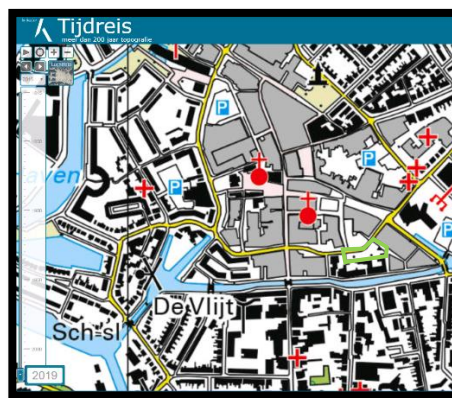 Tijdreis
meer dan 200 jaar topografie
P
P
P
aven
P
De Vlijt
Sch-sl
2019